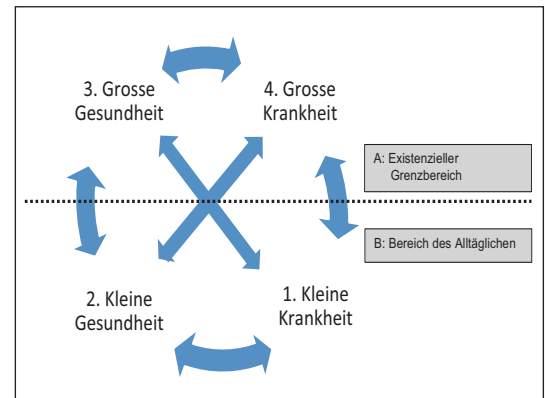 3. Grosse
Gesundheit
4. Grosse
Krankheit
A: Existenzieller
Grenzbereich
B: Bereich des Alltäglichen
2. Kleine
Gesundheit
1. Kleine
Krankheit